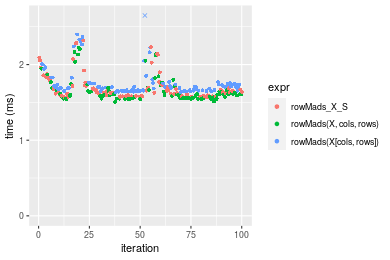 time (ms)
2
1
0
0
25
50
75
100
iteration
expr
rowMads_X_S
rowMads(X, cols, rows)
rowMads(X[cols, rows])